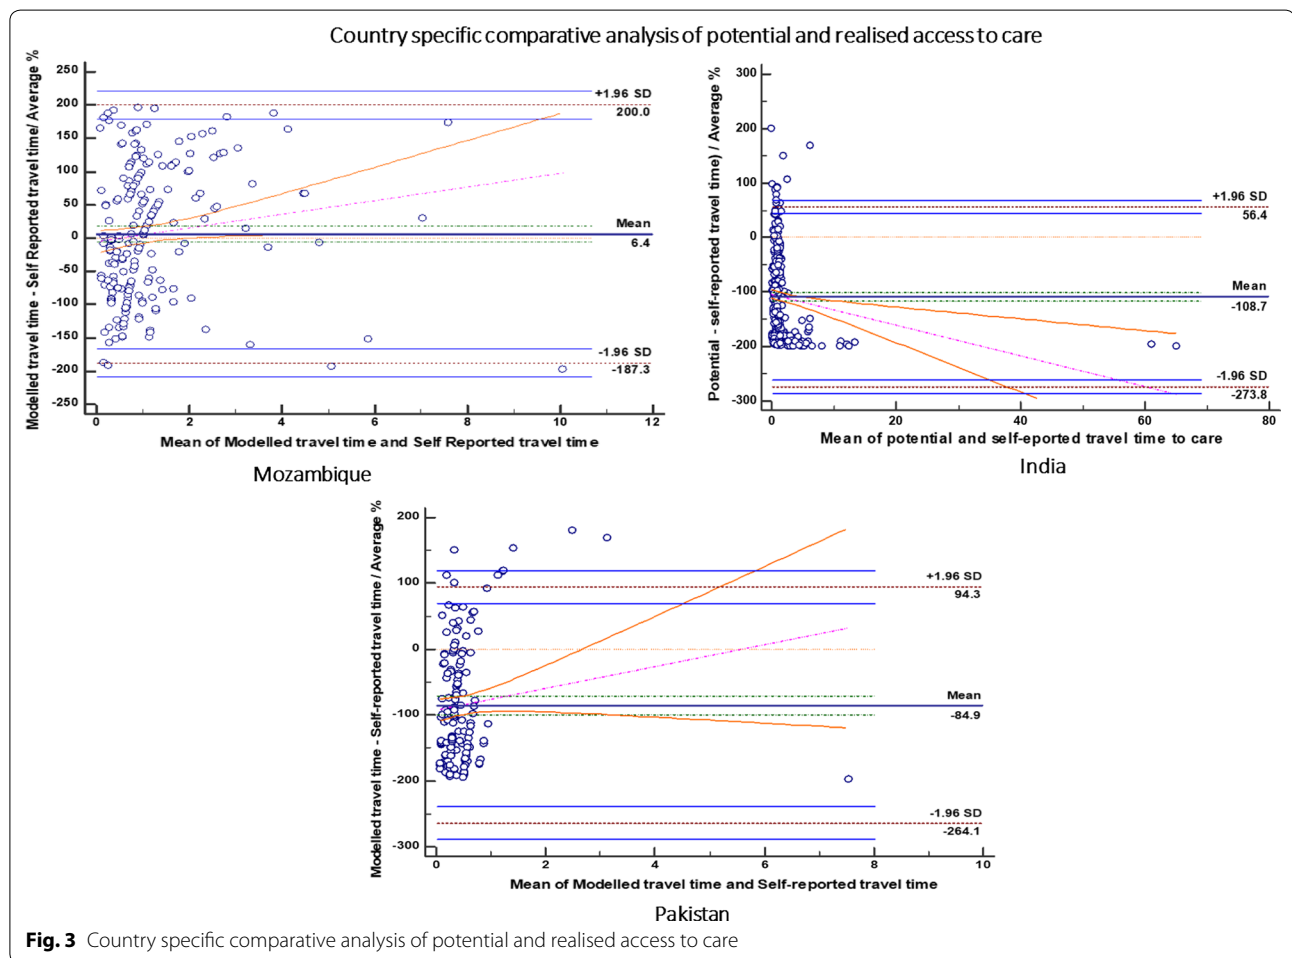 Country specific comparative analysis of potential and realised access to care
Modelled travel time - Self Reported travel time/ Average %
250
200
150
100
50
0
-50
-100
-150
-200
-250
+1.96 SD
200.0
Mean
6.4
-1.96 SD
-187.3
0
2
4
6
8
10
12
Mean of Modelled travel time and Self Reported travel time
Mozambique
Potential - self-reported travel time) / Average %
300
200
100
0
-100
-200
-300
+1.96 SD
56.4
Mean
-108.7
-1.96 SD
-273.8
0
20
40
60
80
Mean of potential and self-eported travel time to care
India
Modelled travel time - Self-reported travel time / Average %
200
100
0
-100
-200
-300
+1.96 SD
94.3
Mean
-84.9
-1.96 SD
-264.1
0
2
4
6
8
10
Mean of Modelled travel time and Self-reported travel time
Pakistan
Fig. 3 Country specific comparative analysis of potential and realised access to care